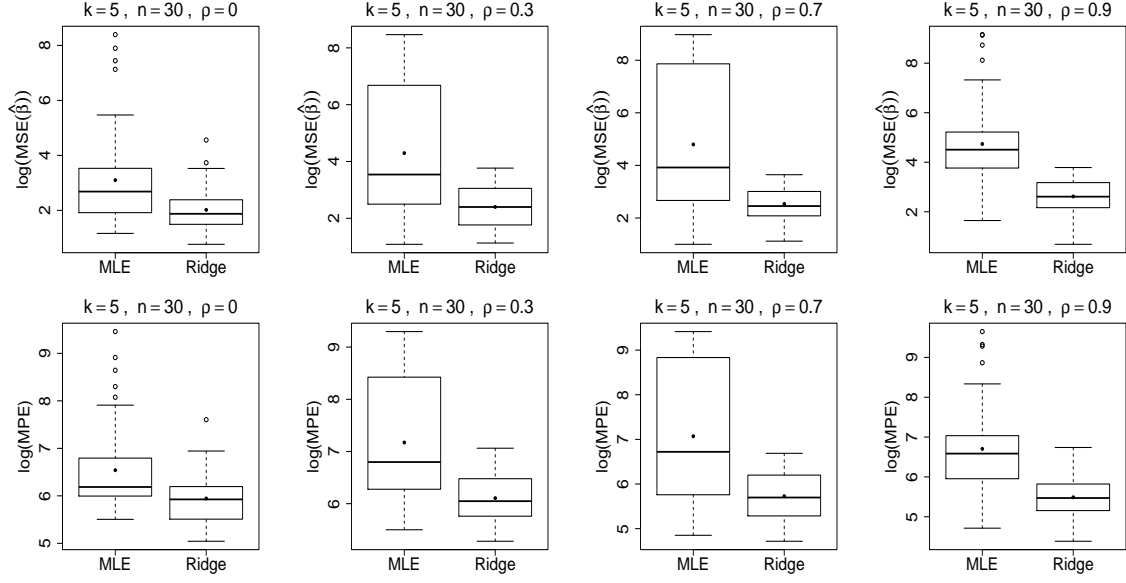 k = 5 , n = 30 , ρ = 0
k = 5 , n = 30 , ρ = 0.3
k = 5 , n = 30 , ρ = 0.7
k = 5 , n = 30 , ρ = 0.9
log(MSE(β̂))
8
6
4
2
MLE
Ridge
log(MSE(β̂))
8
6
4
2
MLE
Ridge
log(MSE(β̂))
8
6
4
2
MLE
Ridge
log(MSE(β̂))
8
6
4
2
MLE
Ridge
k = 5 , n = 30 , ρ = 0
k = 5 , n = 30 , ρ = 0.3
k = 5 , n = 30 , ρ = 0.7
k = 5 , n = 30 , ρ = 0.9
log(MPE)
9
8
7
6
5
MLE
Ridge
log(MPE)
9
8
7
6
MLE
Ridge
log(MPE)
9
8
7
6
5
MLE
Ridge
log(MPE)
9
8
7
6
5
MLE
Ridge